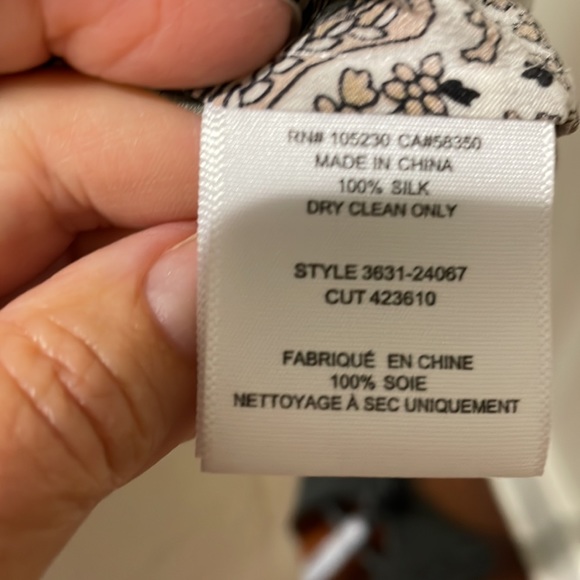 RN# 105230 CA#58350
MADE IN CHINA
100% SILK
DRY CLEAN ONLY
STYLE 3631-24067
CUT 423610
FABRIQUÉ EN CHINE
100% SOIE
NETTOYAGE À SEC UNIQUEMENT